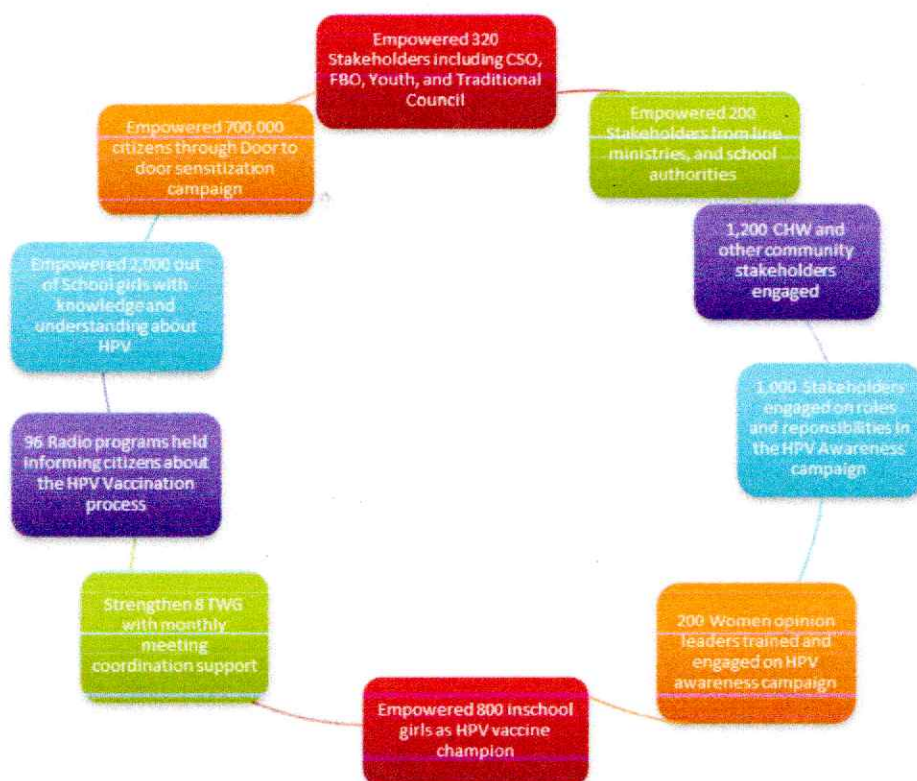 Empowered 320
Stakeholders including CSO,
FBO, Youth, and Traditional
Council
Empowered 200
Stakeholders from line
ministries, and school
authorities
1,200 CHW and
other community
stakeholders
engaged
1,000 Stakeholders
engaged on roles
and reponsibilities in
the HPV Awareness
campaign
200 Women opinion
leaders trained and
engaged on HPV
awareness campaign
Empowered 800 inschool
girls as HPV vaccine
champion
Strengthen 8 TWG
with monthly
meeting
coordination support
96 Radio programs held
informing citizens about
the HPV Vaccination
process
Empowered 2,000 out
of School girls with
knowledge and
understanding about
HPV
Empowered 700,000
citizens through Door to
door sensitization
campaign